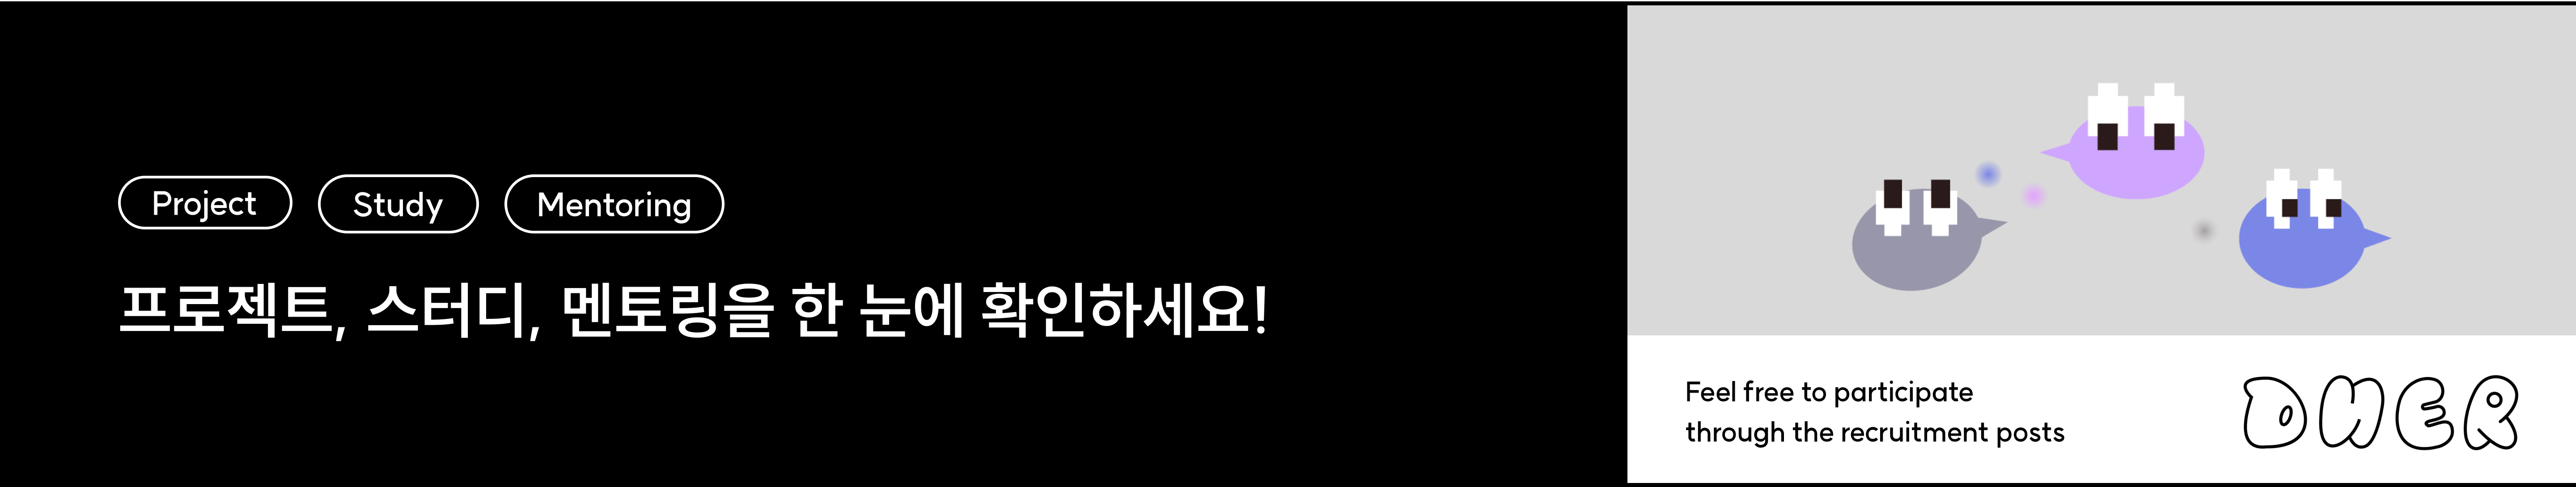 Project Study Mentoring
프로젝트, 스터디, 멘토링을 한 눈에 확인하세요!
Feel free to participate
through the recruitment posts
DHER